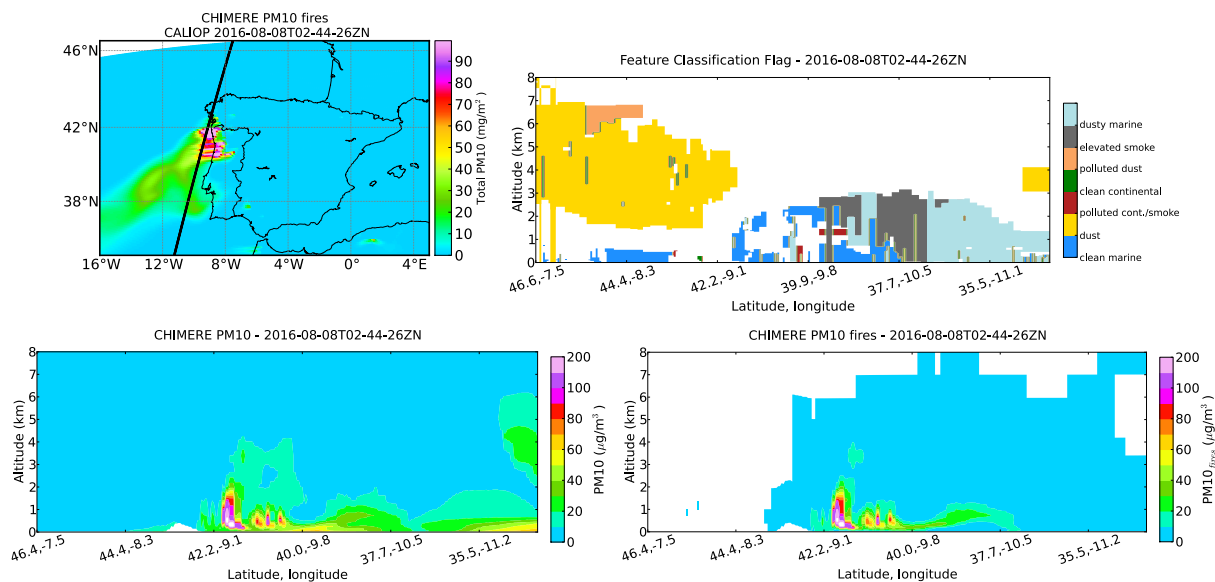 CHIMERE PM10 fires
CALIOP 2016-08-08T02-44-26ZN
46°N
42°N
38°N
16°W 12°W 8°W 4°W 0°E 4°E
90
80
70
60
50
40
30
20
10
0
Total PM10 (mg/m²)
Feature Classification Flag - 2016-08-08T02-44-26ZN
8
7
6
5
4
3
2
1
0
Altitude (km)
46.6,-7.5 44.4,-8.3 42.2,-9.1 39.9,-9.8 37.7,-10.5 35.5,-11.1
Latitude, longitude
dusty marine
elevated smoke
polluted dust
clean continental
polluted cont./smoke
dust
clean marine
CHIMERE PM10 - 2016-08-08T02-44-26ZN
8
7
6
5
4
3
2
1
0
Altitude (km)
46.4,-7.5 44.4,-8.3 42.2,-9.1 40.0,-9.8 37.7,-10.5 35.5,-11.2
Latitude, longitude
200
100
80
60
40
20
0
PM10 (μg/m³)
CHIMERE PM10 fires - 2016-08-08T02-44-26ZN
8
7
6
5
4
3
2
1
0
Altitude (km)
46.4,-7.5 44.4,-8.3 42.2,-9.1 40.0,-9.8 37.7,-10.5 35.5,-11.2
Latitude, longitude
200
100
80
60
40
20
0
PM10fires (μg/m³)